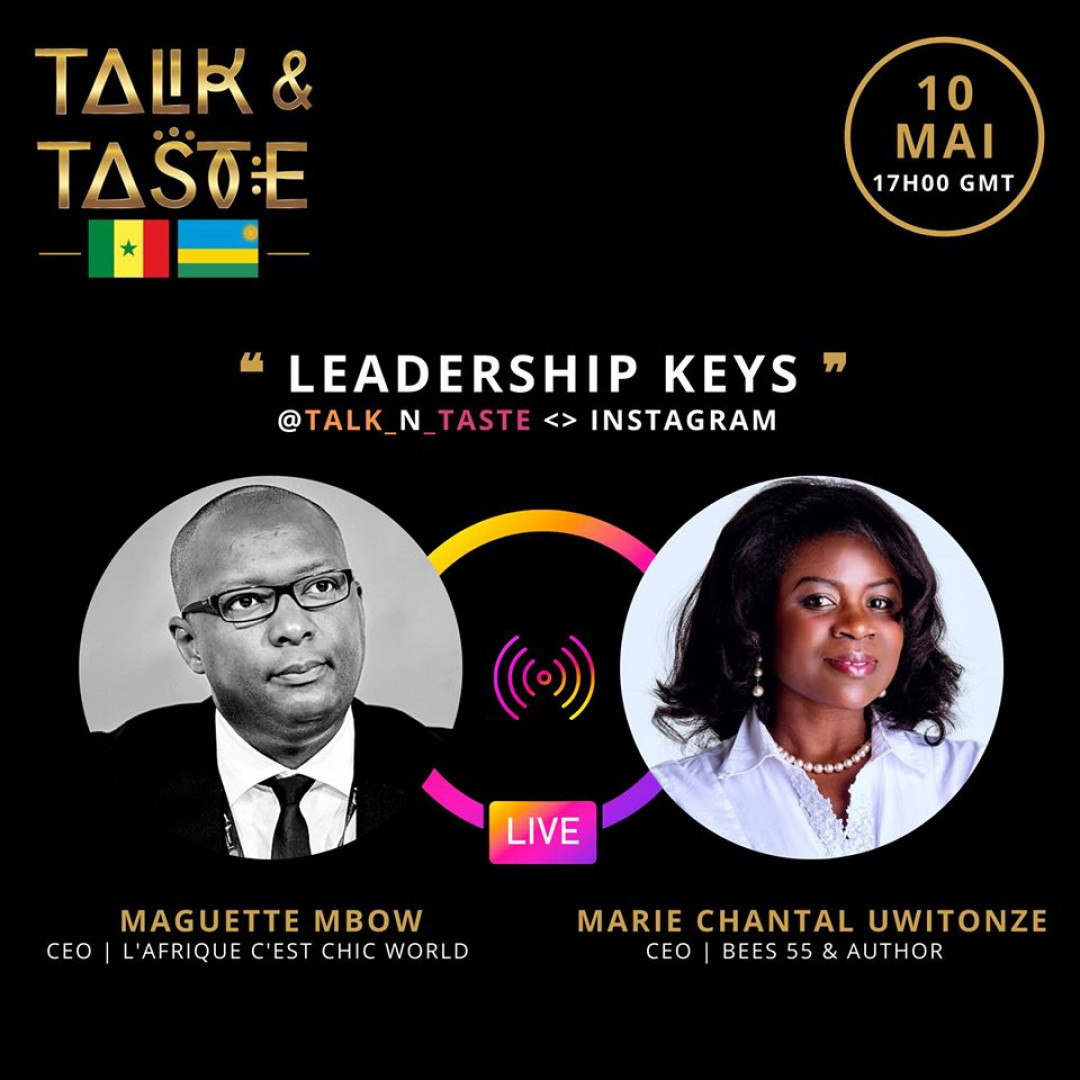 TALK &
TASTE
10
MAI
17H00 GMT
❝ LEADERSHIP KEYS ❞
@TALK_N_TASTE <> INSTAGRAM
LIVE
MAGUETTE MBOW
CEO | L'AFRIQUE C'EST CHIC WORLD
MARIE CHANTAL UWITONZE
CEO | BEES 55 & AUTHOR